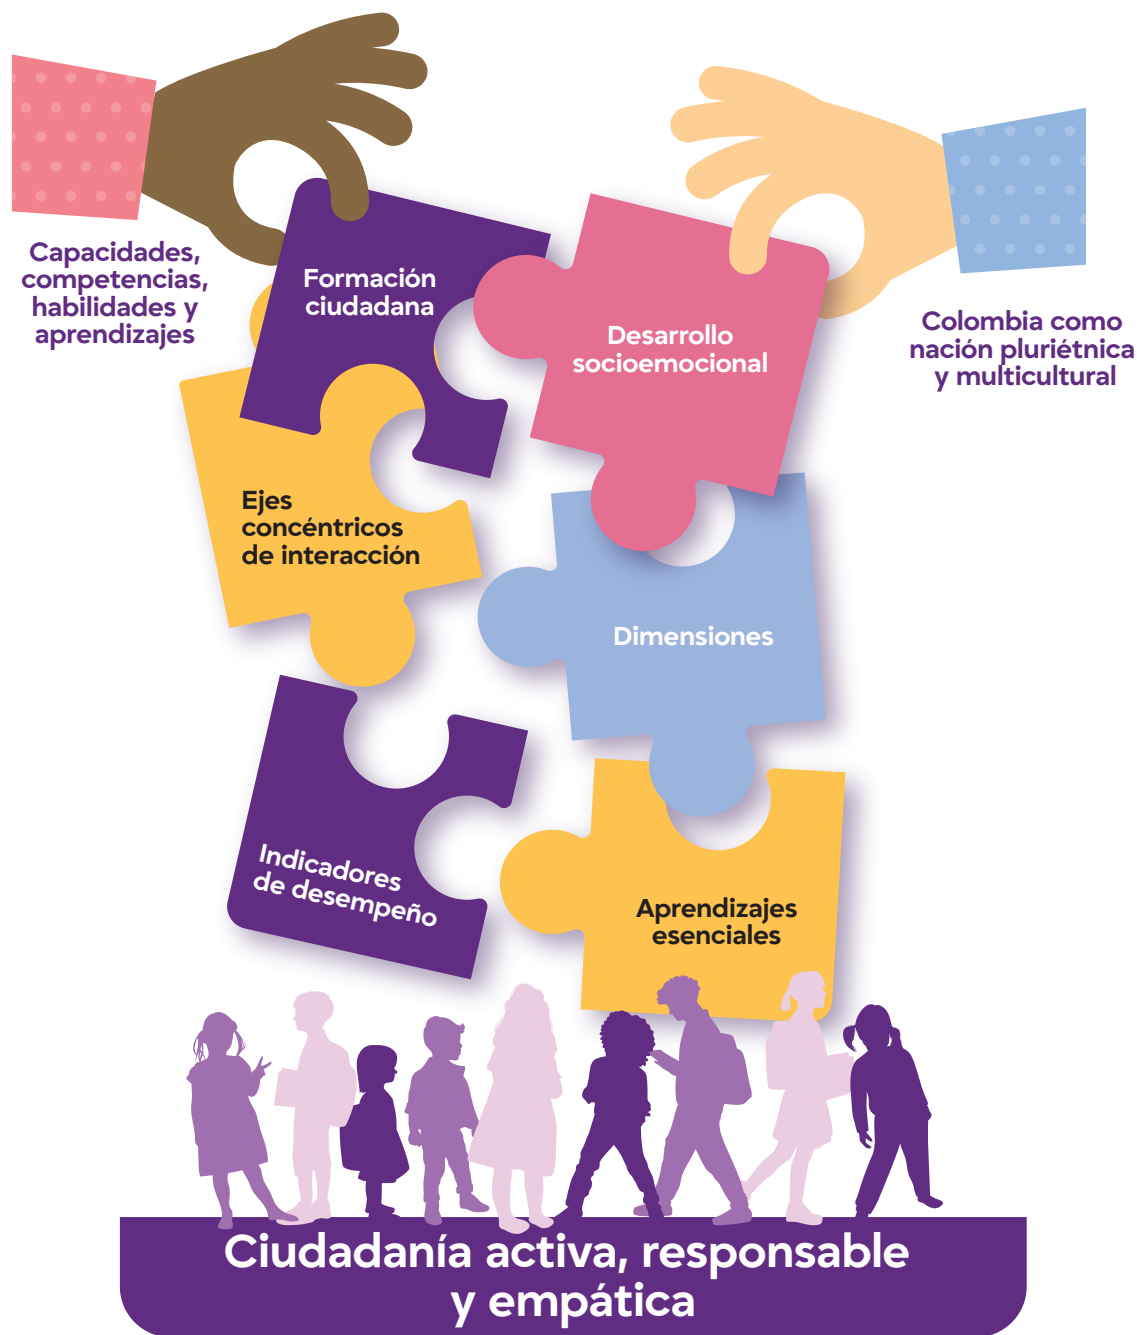 Capacidades,
competencias,
habilidades y
aprendizajes
Formación
ciudadana
Desarrollo
socioemocional
Colombia como
nación pluriétnica
y multicultural
Ejes
concéntricos
de interacción
Dimensiones
Indicadores
de desempeño
Aprendizajes
esenciales
Ciudadanía activa, responsable
y empática